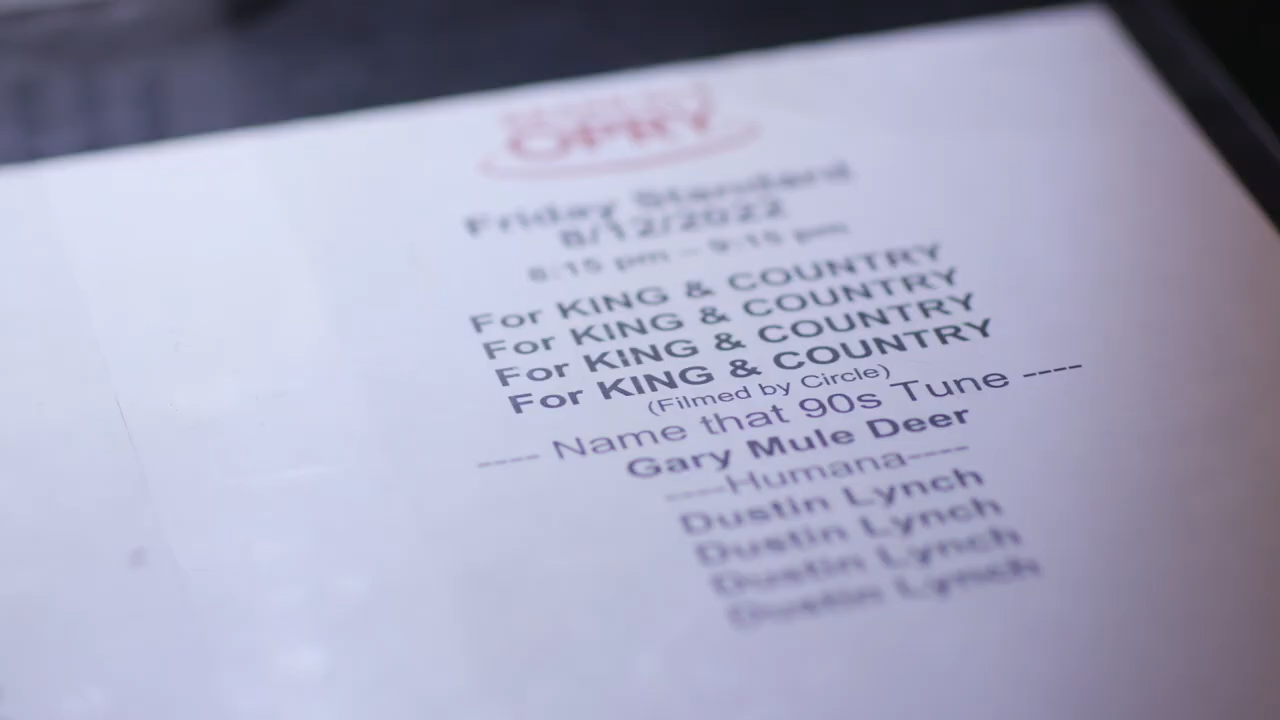 OPRY
Friday Standard
8/12/2022
8:15 pm - 9:15 pm
For KING & COUNTRY
For KING & COUNTRY
For KING & COUNTRY
For KING & COUNTRY
(Filmed by Circle)
---- Name that 90s Tune ----
Gary Mule Deer
----Humana----
Dustin Lynch
Dustin Lynch
Dustin Lynch
Dustin Lynch